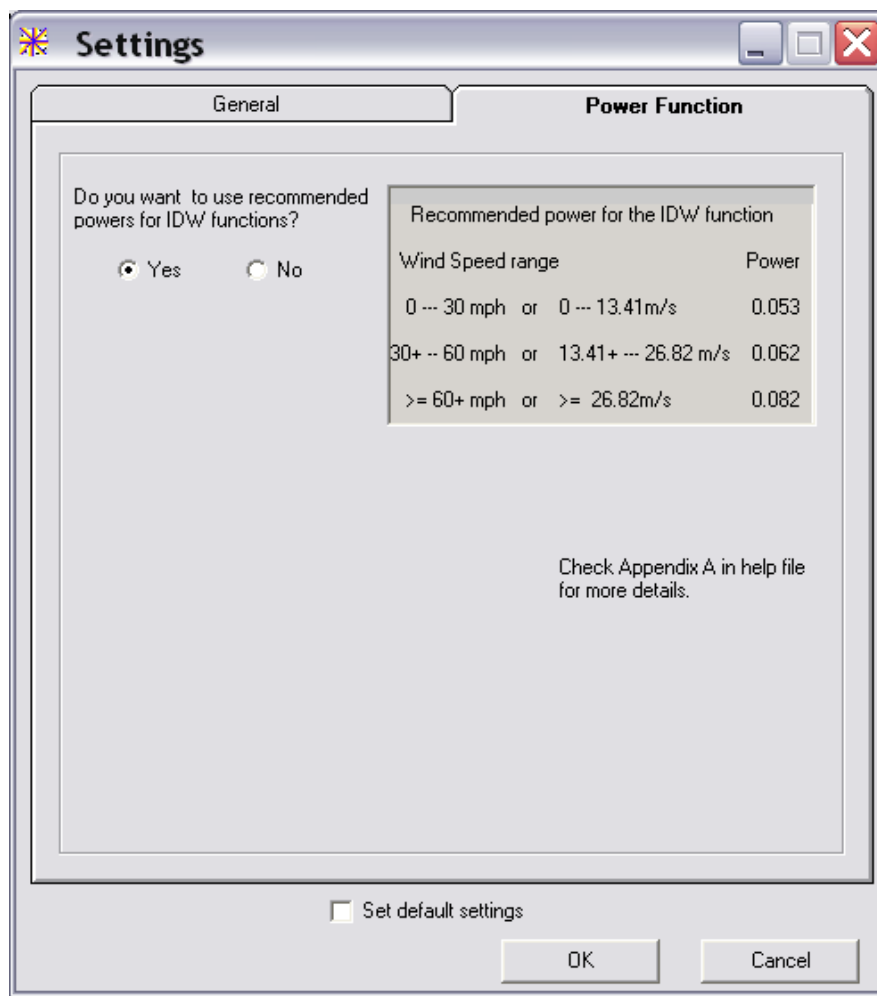 Settings
General
Power Function
Do you want to use recommended
powers for IDW functions?
Yes
No
Recommended power for the IDW function
Wind Speed range Power
0 --- 30 mph or 0 --- 13.41m/s 0.053
30+ -- 60 mph or 13.41+ --- 26.82 m/s 0.062
>= 60+ mph or >= 26.82m/s 0.082
Check Appendix A in help file
for more details.
Set default settings
OK
Cancel